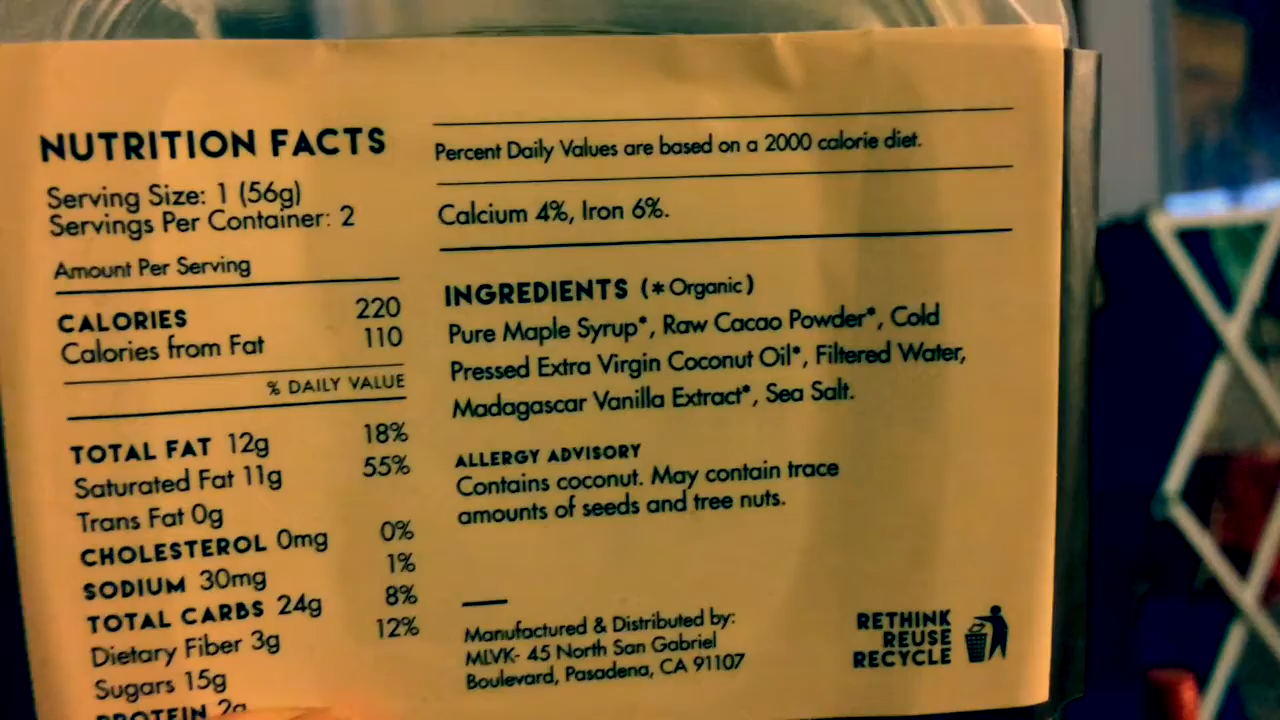 NUTRITION FACTS
Serving Size: 1 (56g)
Servings Per Container: 2
Amount Per Serving
CALORIES 220
Calories from Fat 110
% DAILY VALUE
TOTAL FAT 12g 18%
Saturated Fat 11g 55%
Trans Fat 0g
CHOLESTEROL 0mg 0%
SODIUM 30mg 1%
TOTAL CARBS 24g 8%
Dietary Fiber 3g 12%
Sugars 15g
PROTEIN 2g
Percent Daily Values are based on a 2000 calorie diet.
Calcium 4%, Iron 6%.
INGREDIENTS (*Organic)
Pure Maple Syrup*, Raw Cacao Powder*, Cold
Pressed Extra Virgin Coconut Oil*, Filtered Water,
Madagascar Vanilla Extract*, Sea Salt.
ALLERGY ADVISORY
Contains coconut. May contain trace
amounts of seeds and tree nuts.
Manufactured & Distributed by:
MLVK- 45 North San Gabriel
Boulevard, Pasadena, CA 91107
RETHINK
REUSE
RECYCLE